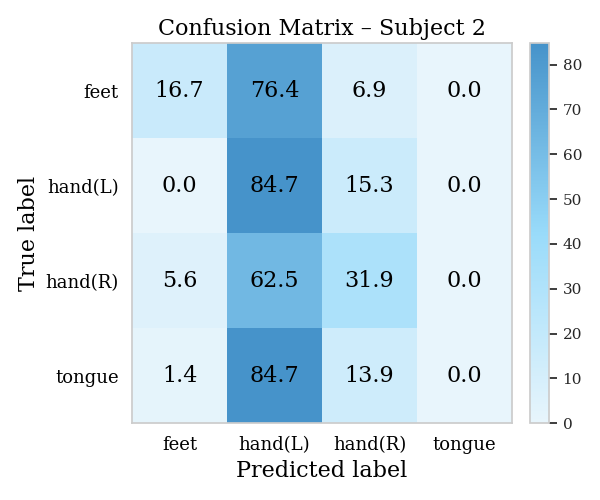 Confusion Matrix – Subject 2
True label
feet 16.7 76.4 6.9 0.0
hand(L) 0.0 84.7 15.3 0.0
hand(R) 5.6 62.5 31.9 0.0
tongue 1.4 84.7 13.9 0.0
feet hand(L) hand(R) tongue
Predicted label
80
70
60
50
40
30
20
10
0